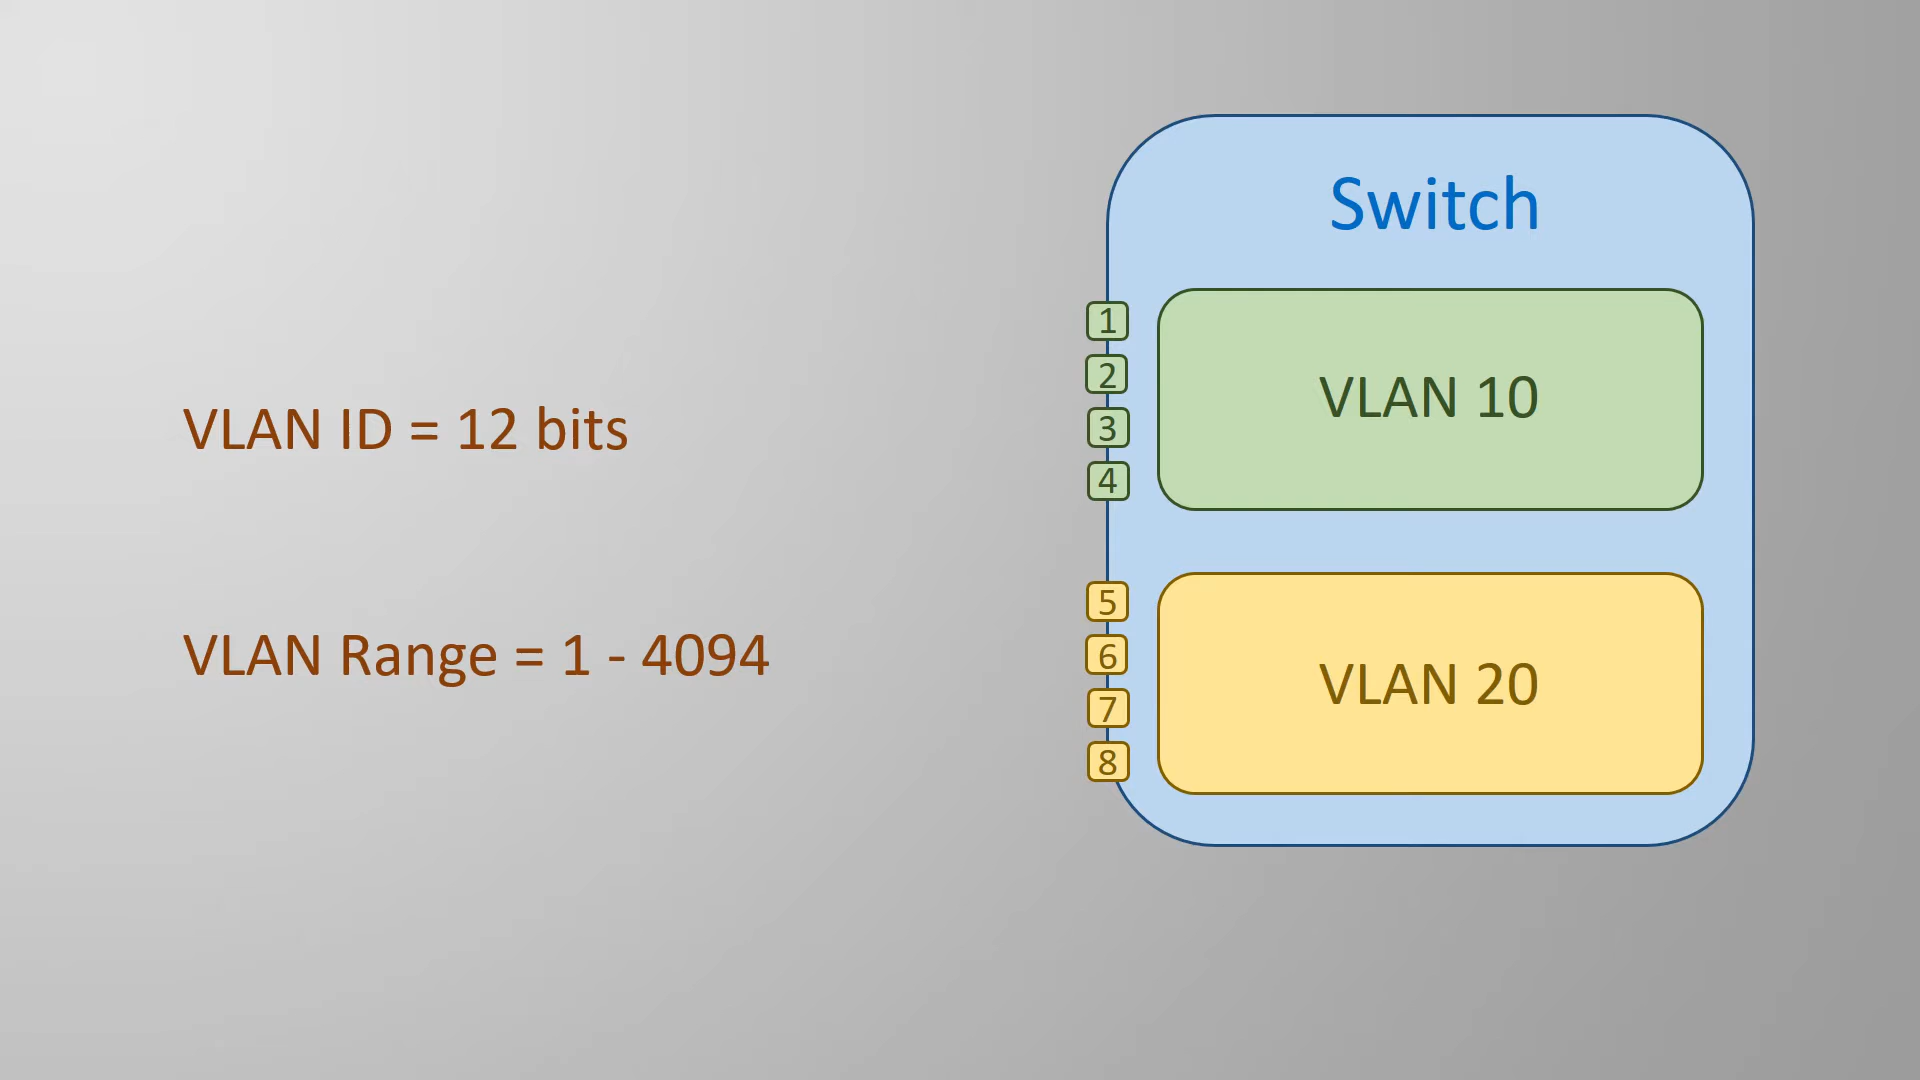 VLAN ID = 12 bits
VLAN Range = 1 - 4094
Switch
1
2
3
4
VLAN 10
5
6
7
8
VLAN 20